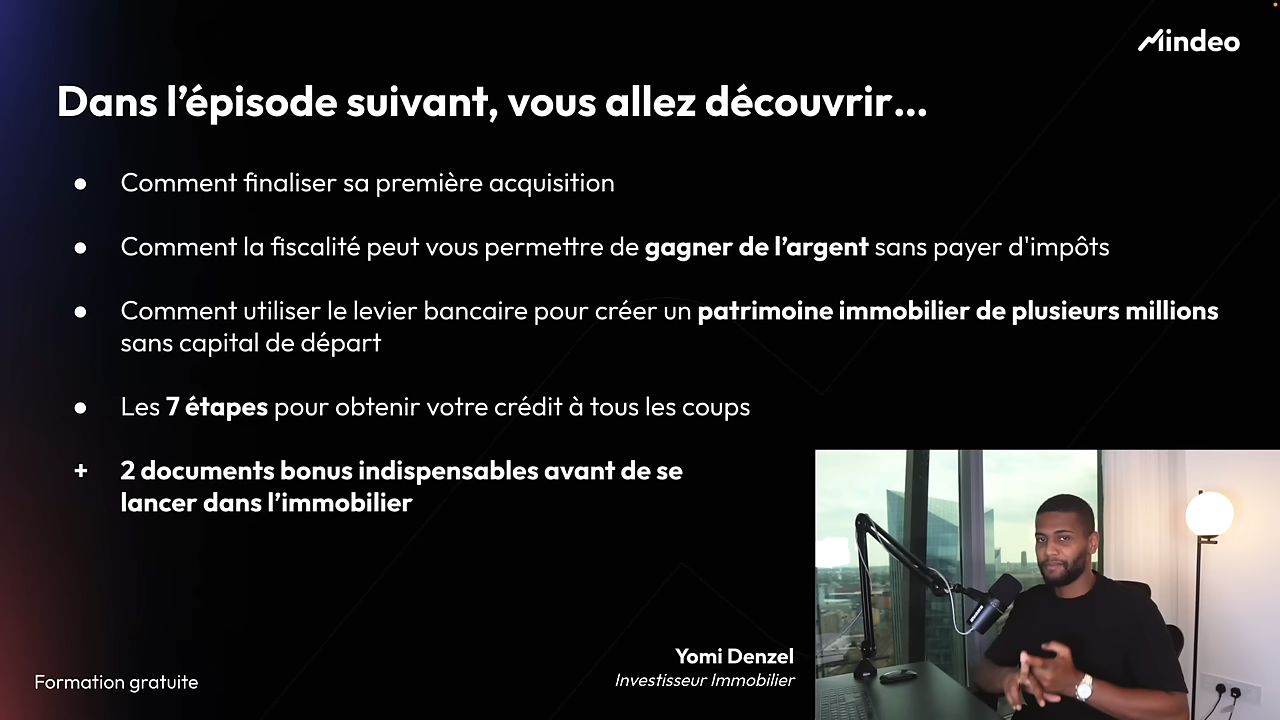 Mindeo
Dans l’épisode suivant, vous allez découvrir...
● Comment finaliser sa première acquisition
● Comment la fiscalité peut vous permettre de gagner de l’argent sans payer d'impôts
● Comment utiliser le levier bancaire pour créer un patrimoine immobilier de plusieurs millions
sans capital de départ
● Les 7 étapes pour obtenir votre crédit à tous les coups
+ 2 documents bonus indispensables avant de se
lancer dans l’immobilier
Yomi Denzel
Investisseur Immobilier
Formation gratuite